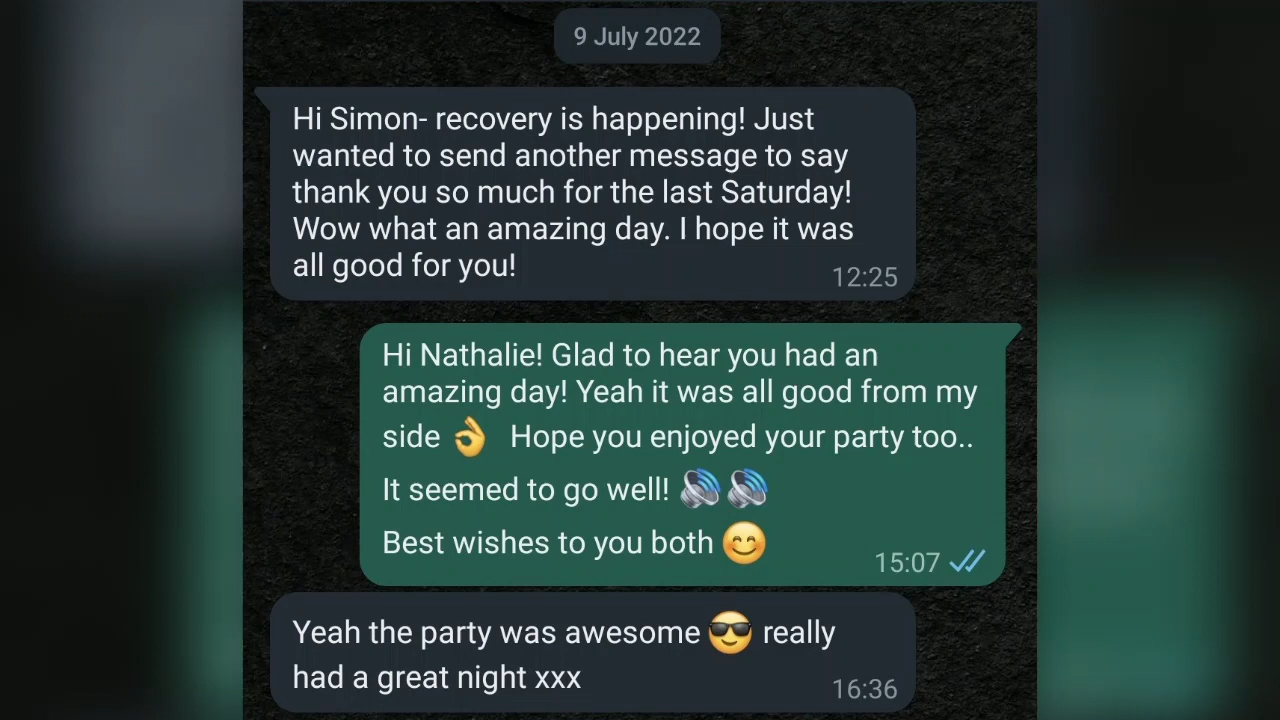 9 July 2022
Hi Simon- recovery is happening! Just
wanted to send another message to say
thank you so much for the last Saturday!
Wow what an amazing day. I hope it was
all good for you!
12:25
Hi Nathalie! Glad to hear you had an
amazing day! Yeah it was all good from my
side 👌 Hope you enjoyed your party too..
It seemed to go well! 🔊🔊
Best wishes to you both 😊
15:07
Yeah the party was awesome 😎 really
had a great night xxx
16:36